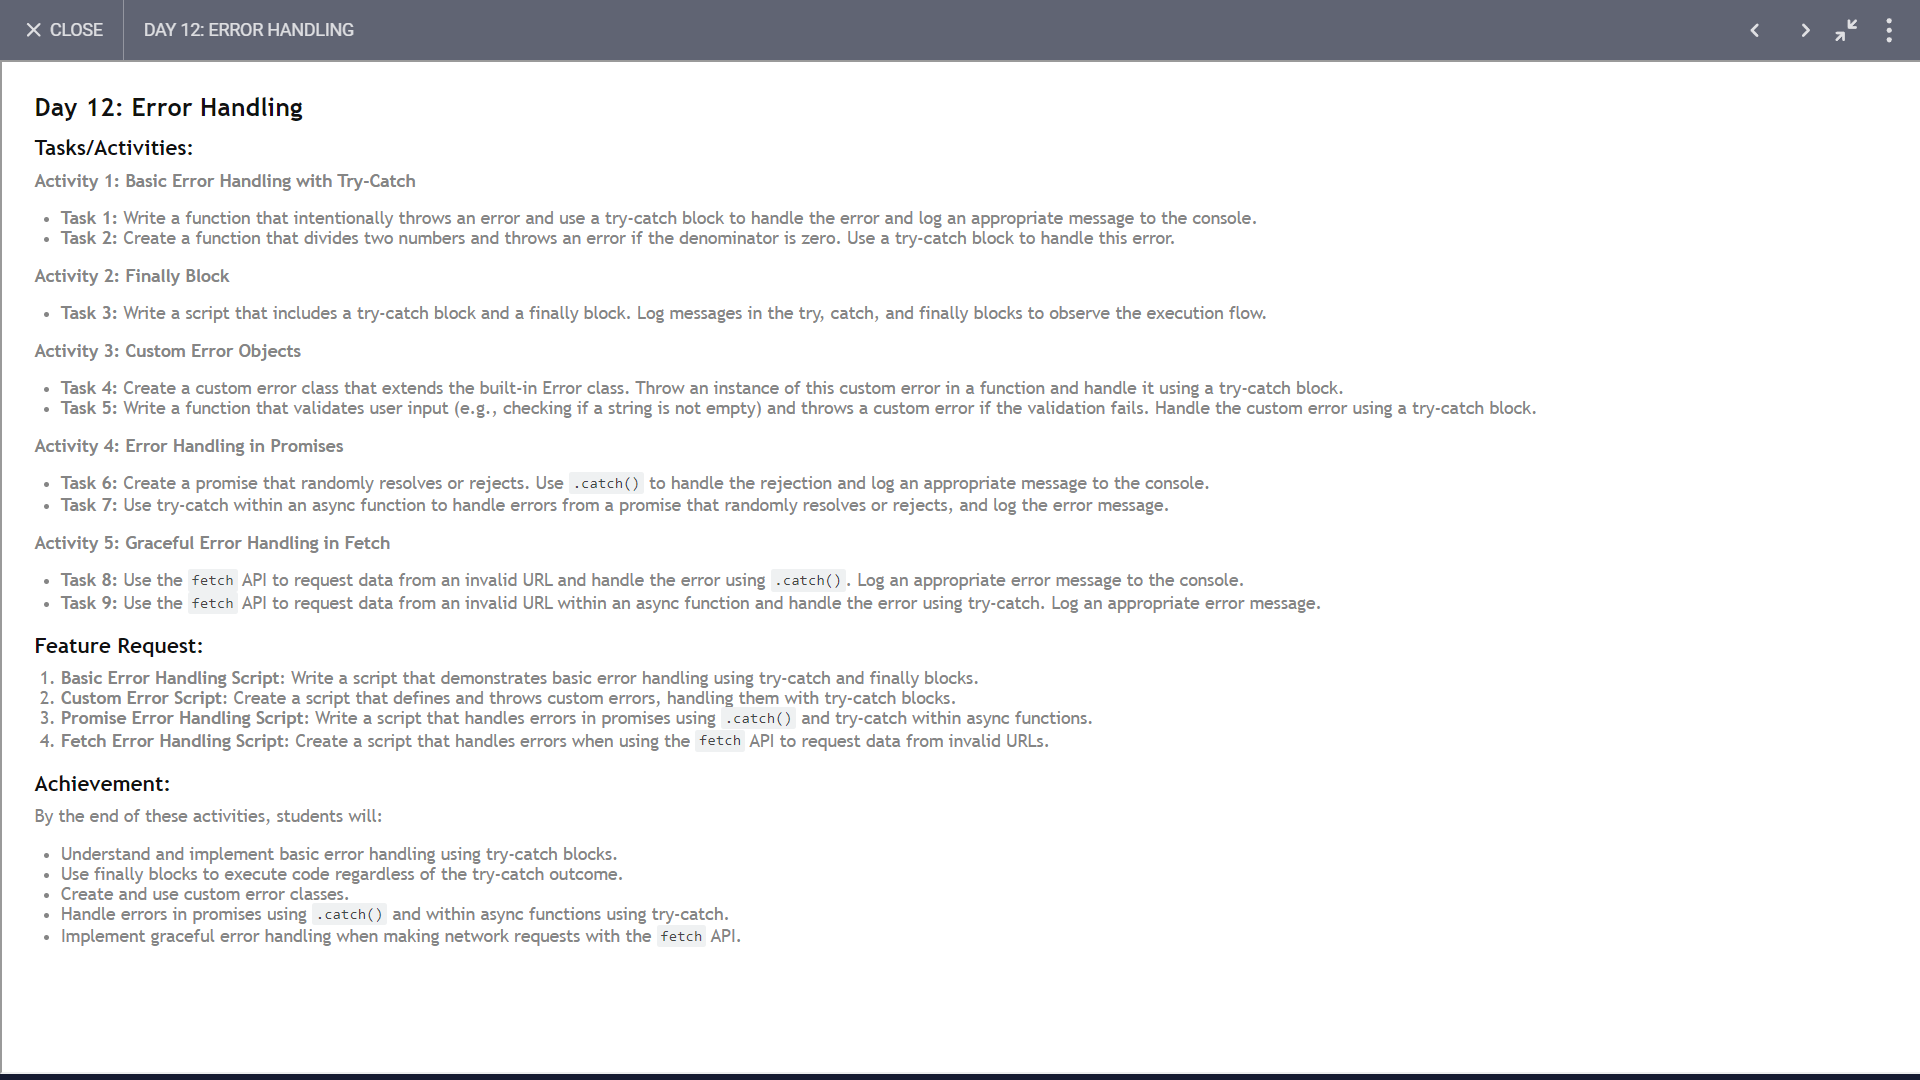 CLOSE
DAY 12: ERROR HANDLING
Day 12: Error Handling
Tasks/Activities:
Activity 1: Basic Error Handling with Try-Catch
• Task 1: Write a function that intentionally throws an error and use a try-catch block to handle the error and log an appropriate message to the console.
• Task 2: Create a function that divides two numbers and throws an error if the denominator is zero. Use a try-catch block to handle this error.
Activity 2: Finally Block
• Task 3: Write a script that includes a try-catch block and a finally block. Log messages in the try, catch, and finally blocks to observe the execution flow.
Activity 3: Custom Error Objects
• Task 4: Create a custom error class that extends the built-in Error class. Throw an instance of this custom error in a function and handle it using a try-catch block.
• Task 5: Write a function that validates user input (e.g., checking if a string is not empty) and throws a custom error if the validation fails. Handle the custom error using a try-catch block.
Activity 4: Error Handling in Promises
• Task 6: Create a promise that randomly resolves or rejects. Use .catch() to handle the rejection and log an appropriate message to the console.
• Task 7: Use try-catch within an async function to handle errors from a promise that randomly resolves or rejects, and log the error message.
Activity 5: Graceful Error Handling in Fetch
• Task 8: Use the fetch API to request data from an invalid URL and handle the error using .catch(). Log an appropriate error message to the console.
• Task 9: Use the fetch API to request data from an invalid URL within an async function and handle the error using try-catch. Log an appropriate error message.
Feature Request:
1. Basic Error Handling Script: Write a script that demonstrates basic error handling using try-catch and finally blocks.
2. Custom Error Script: Create a script that defines and throws custom errors, handling them with try-catch blocks.
3. Promise Error Handling Script: Write a script that handles errors in promises using .catch() and try-catch within async functions.
4. Fetch Error Handling Script: Create a script that handles errors when using the fetch API to request data from invalid URLs.
Achievement:
By the end of these activities, students will:
• Understand and implement basic error handling using try-catch blocks.
• Use finally blocks to execute code regardless of the try-catch outcome.
• Create and use custom error classes.
• Handle errors in promises using .catch() and within async functions using try-catch.
• Implement graceful error handling when making network requests with the fetch API.